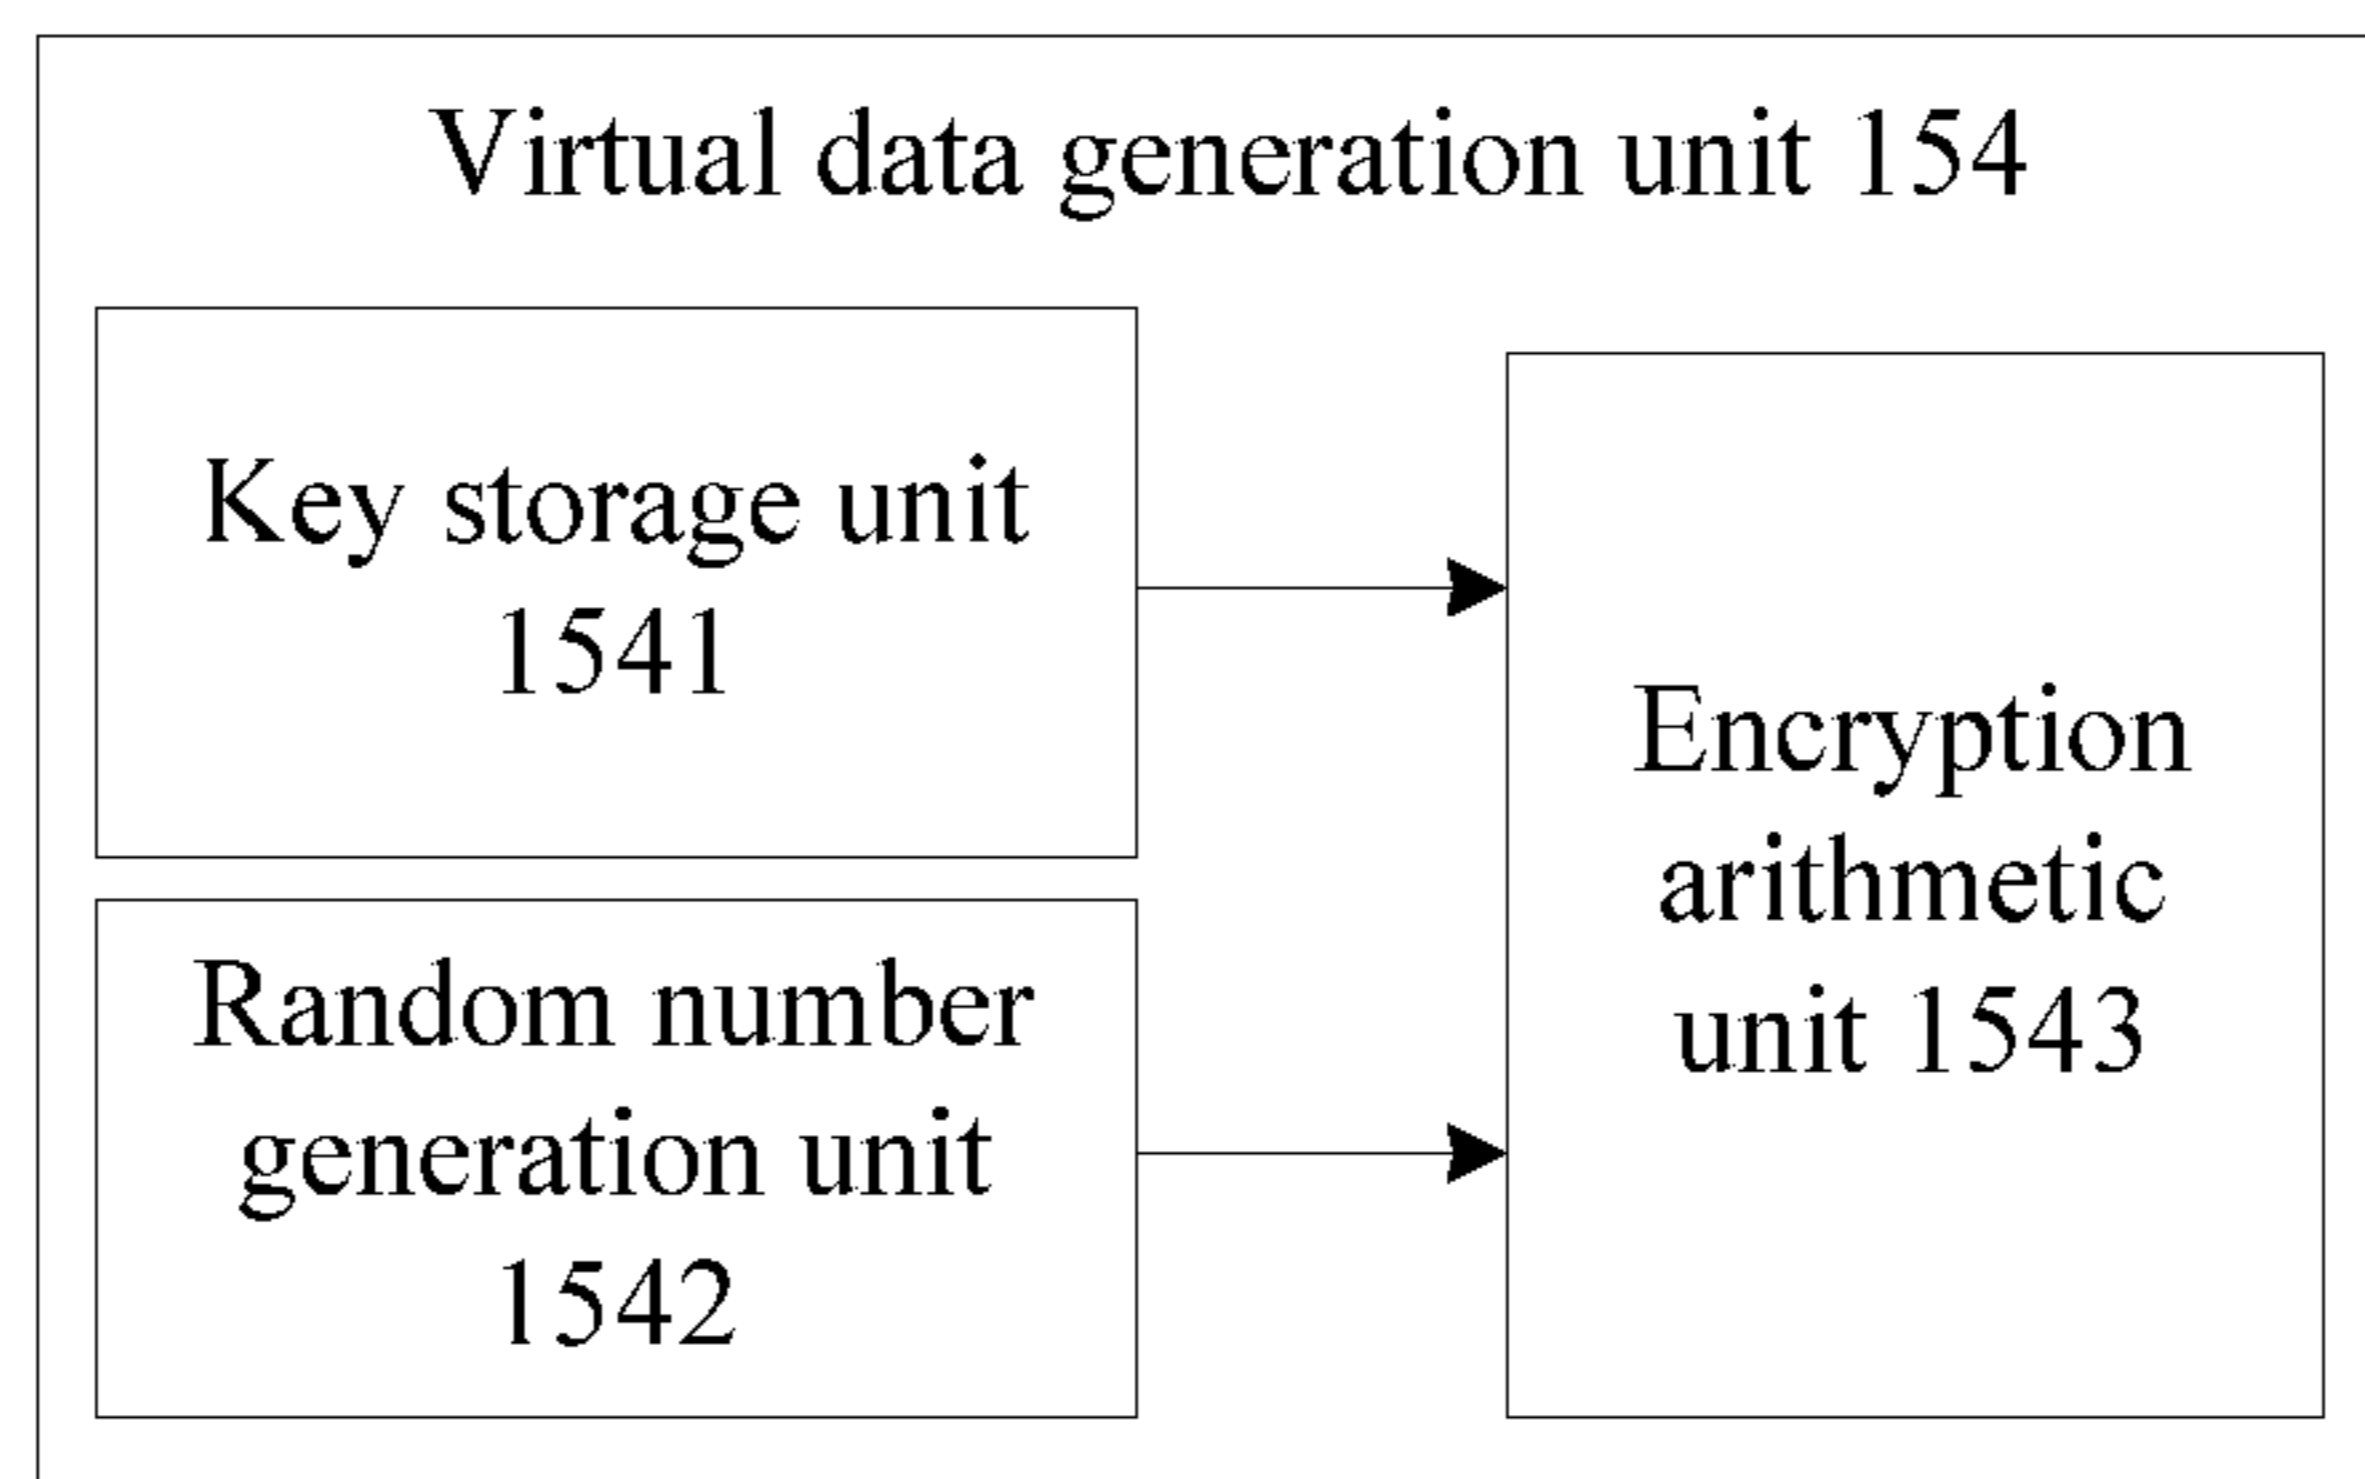 Virtual data generation unit 154
Key storage unit
1541
Random number
generation unit
1542
Encryption
arithmetic
unit 1543